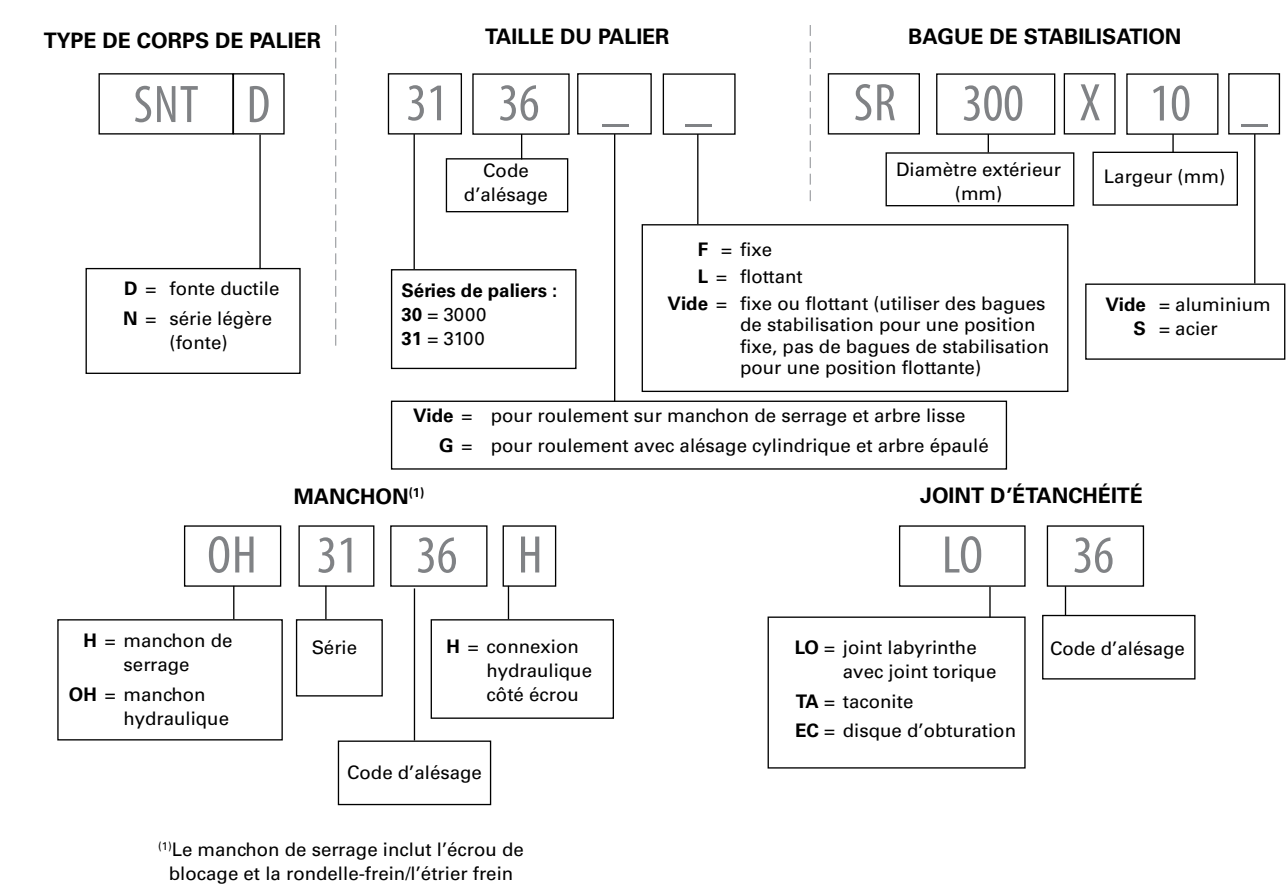 TYPE DE CORPS DE PALIER
SNT D
D = fonte ductile
N = série légère
(fonte)
TAILLE DU PALIER
31 36 _ _
Code
d'alésage
Séries de paliers :
30 = 3000
31 = 3100
F = fixe
L = flottant
Vide = fixe ou flottant (utiliser des bagues
de stabilisation pour une position
fixe, pas de bagues de stabilisation
pour une position flottante)
Vide = pour roulement sur manchon de serrage et arbre lisse
G = pour roulement avec alésage cylindrique et arbre épaulé
BAGUE DE STABILISATION
SR 300 X 10 _
Diamètre extérieur
(mm)
Largeur (mm)
Vide = aluminium
S = acier
MANCHON(1)
OH 31 36 H
H = manchon de
serrage
OH = manchon
hydraulique
Série
Code d'alésage
H = connexion
hydraulique
côté écrou
JOINT D'ÉTANCHÉITÉ
LO 36
LO = joint labyrinthe
avec joint torique
TA = taconite
EC = disque d'obturation
Code d'alésage
(1)Le manchon de serrage inclut l'écrou de
blocage et la rondelle-frein/l'étrier frein